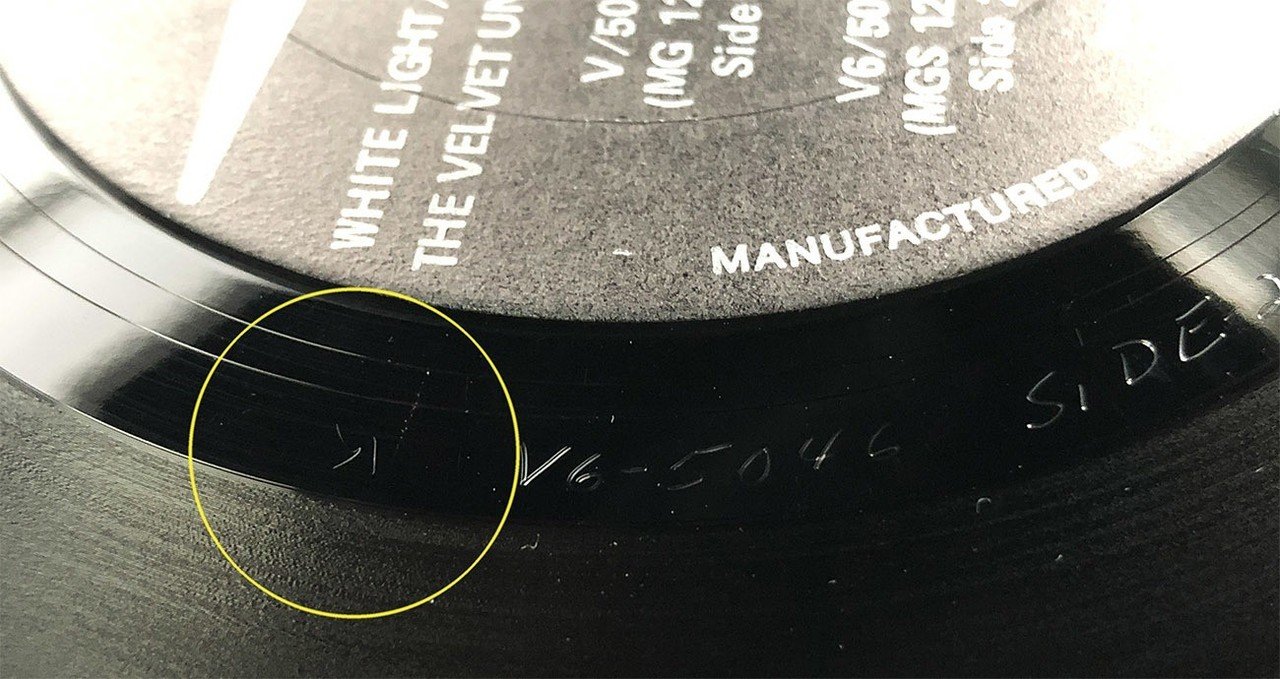 WHITE LIGHT/
THE VELVET UN
V/50
(MG 12
Side
V6/50
(MGS 12
Side
MANUFACTURED
V6-5046
SIDE